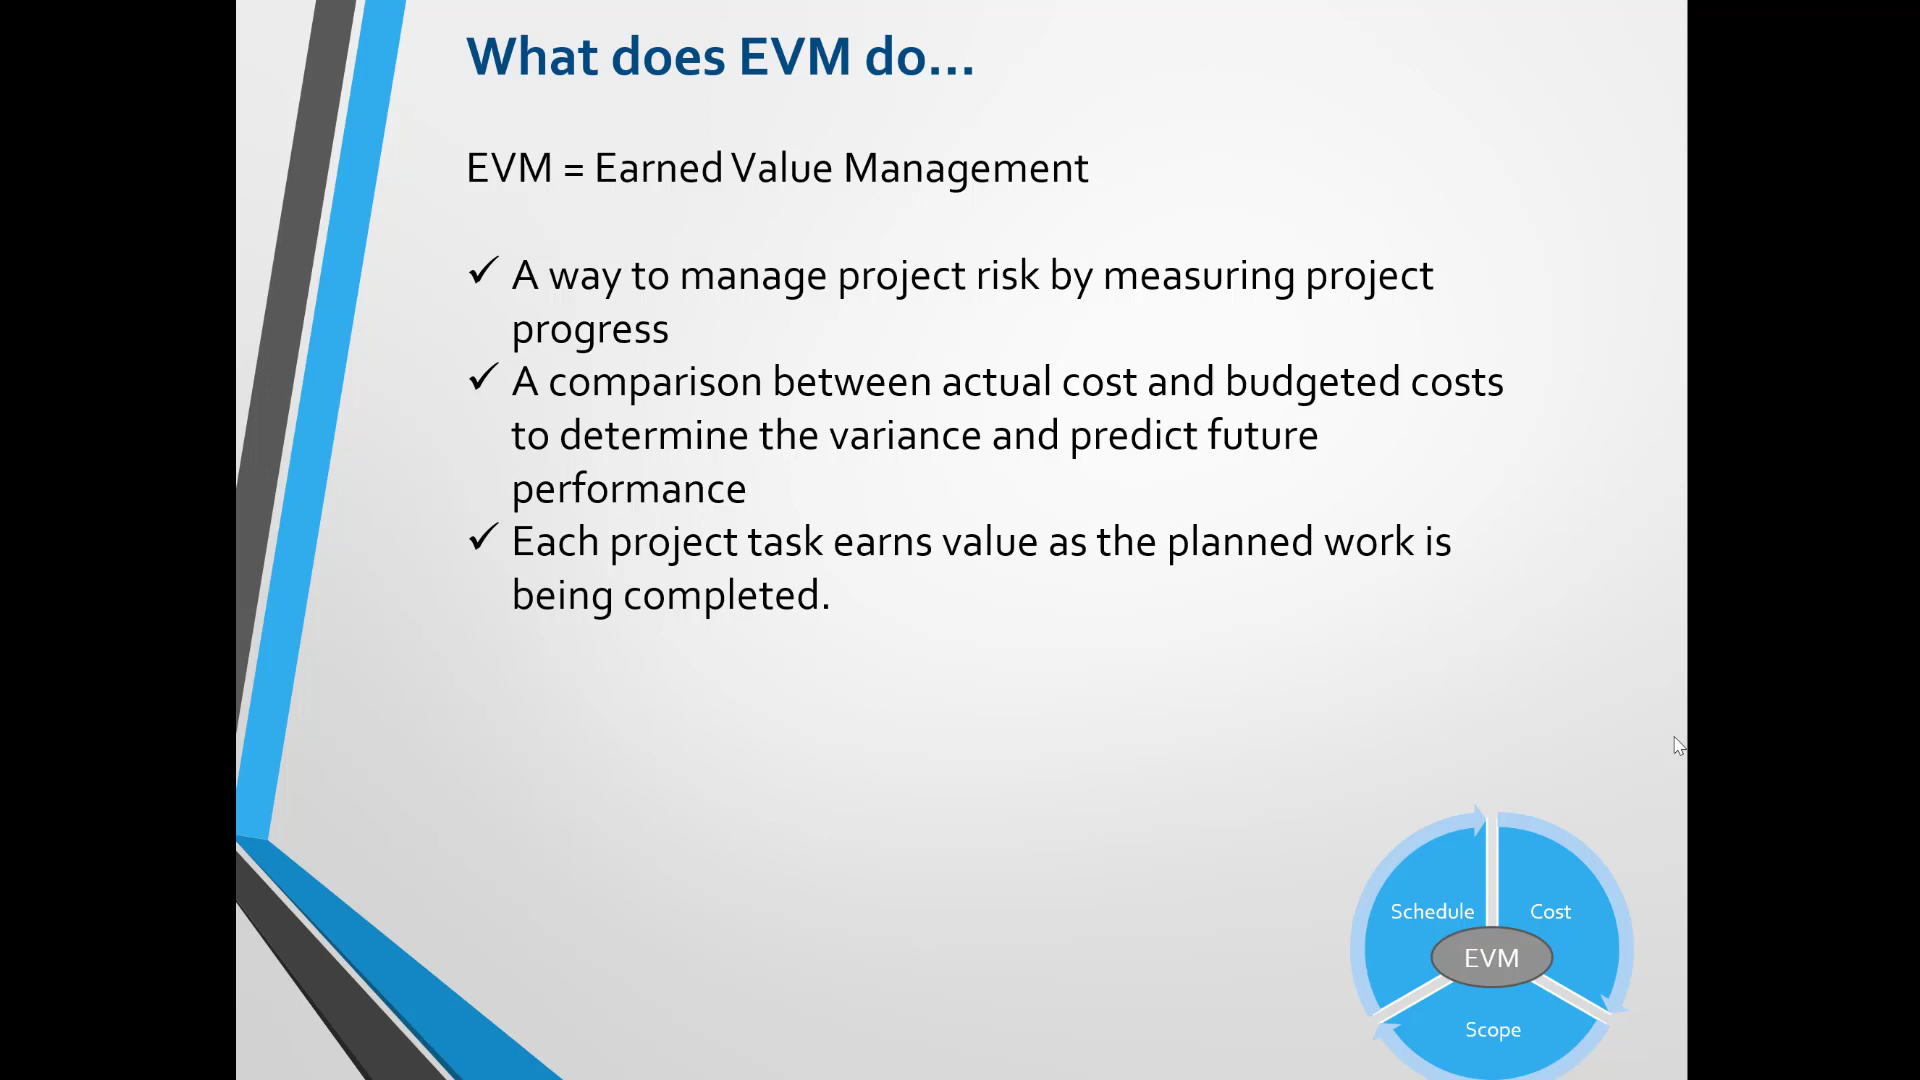 What does EVM do...
EVM = Earned Value Management
✓ A way to manage project risk by measuring project
progress
✓ A comparison between actual cost and budgeted costs
to determine the variance and predict future
performance
✓ Each project task earns value as the planned work is
being completed.
Schedule
Cost
EVM
Scope